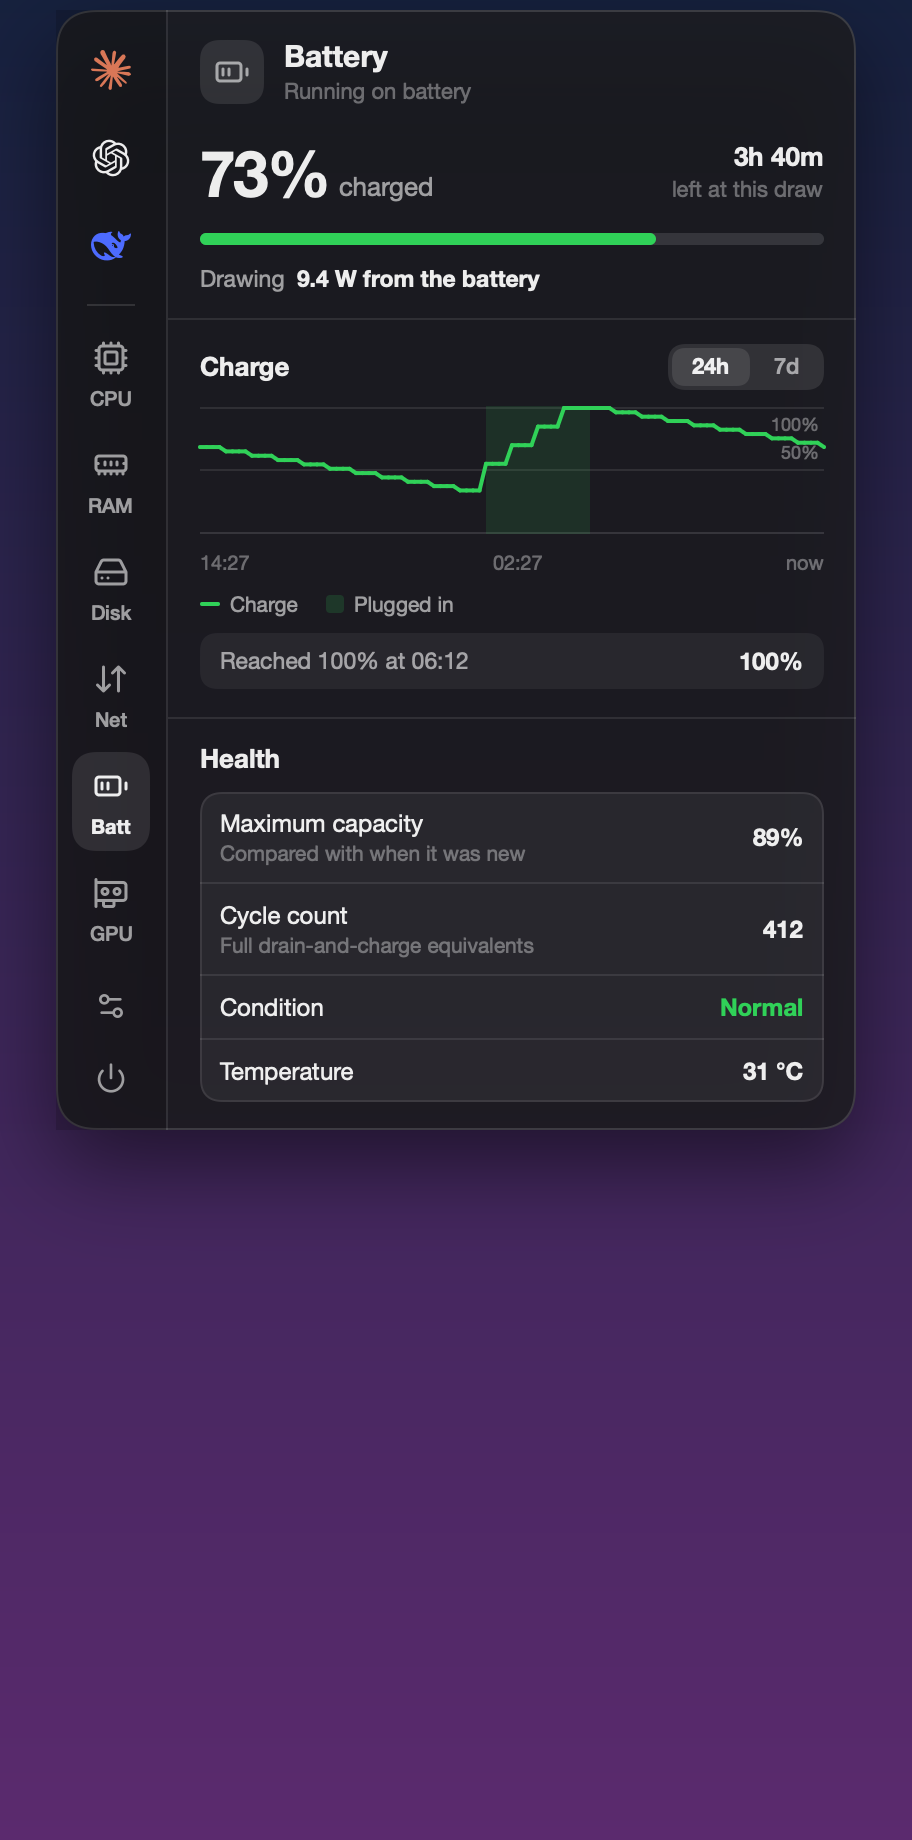 Battery
Running on battery
73% charged
3h 40m
left at this draw
Drawing 9.4 W from the battery
Charge
24h 7d
100%
50%
14:27 02:27 now
Charge Plugged in
Reached 100% at 06:12 100%
Health
Maximum capacity
Compared with when it was new
89%
Cycle count
Full drain-and-charge equivalents
412
Condition Normal
Temperature 31 °C
CPU
RAM
Disk
Net
Batt
GPU